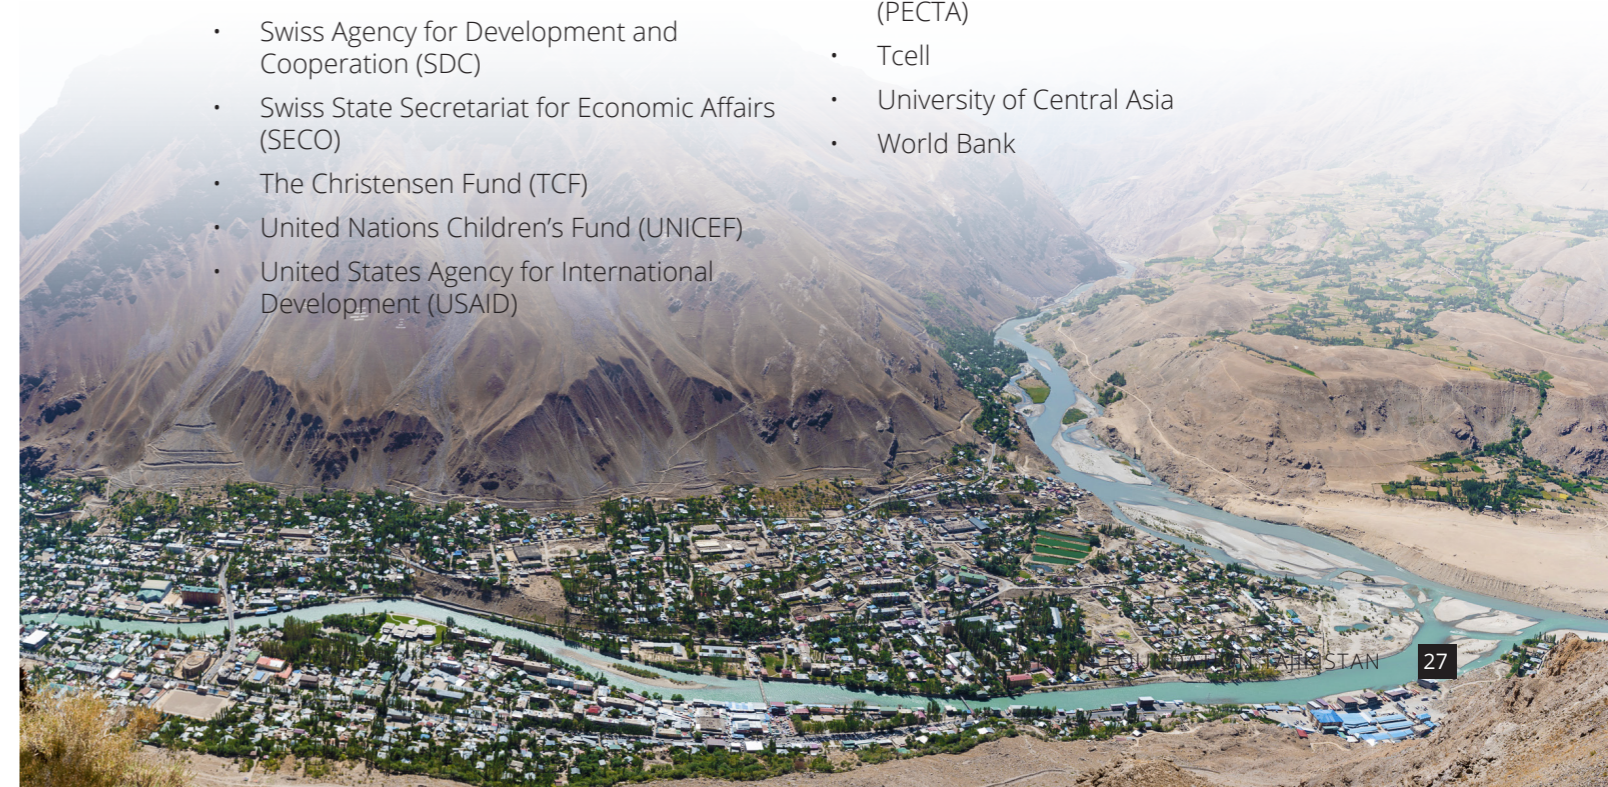 Swiss Agency for Development and
Cooperation (SDC)
Swiss State Secretariat for Economic Affairs
(SECO)
The Christensen Fund (TCF)
United Nations Children’s Fund (UNICEF)
United States Agency for International
Development (USAID)
(PECTA)
Tcell
University of Central Asia
World Bank
FOUNDATION TAJIKISTAN
27